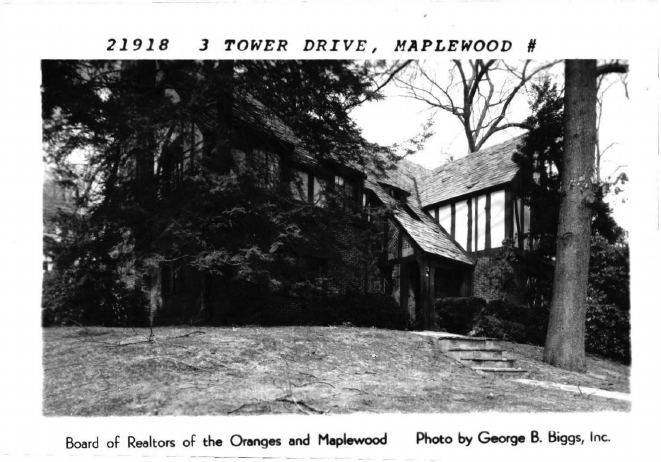 21918 3 TOWER DRIVE, MAPLEWOOD #
Board of Realtors of the Oranges and Maplewood Photo by George B. Biggs, Inc.